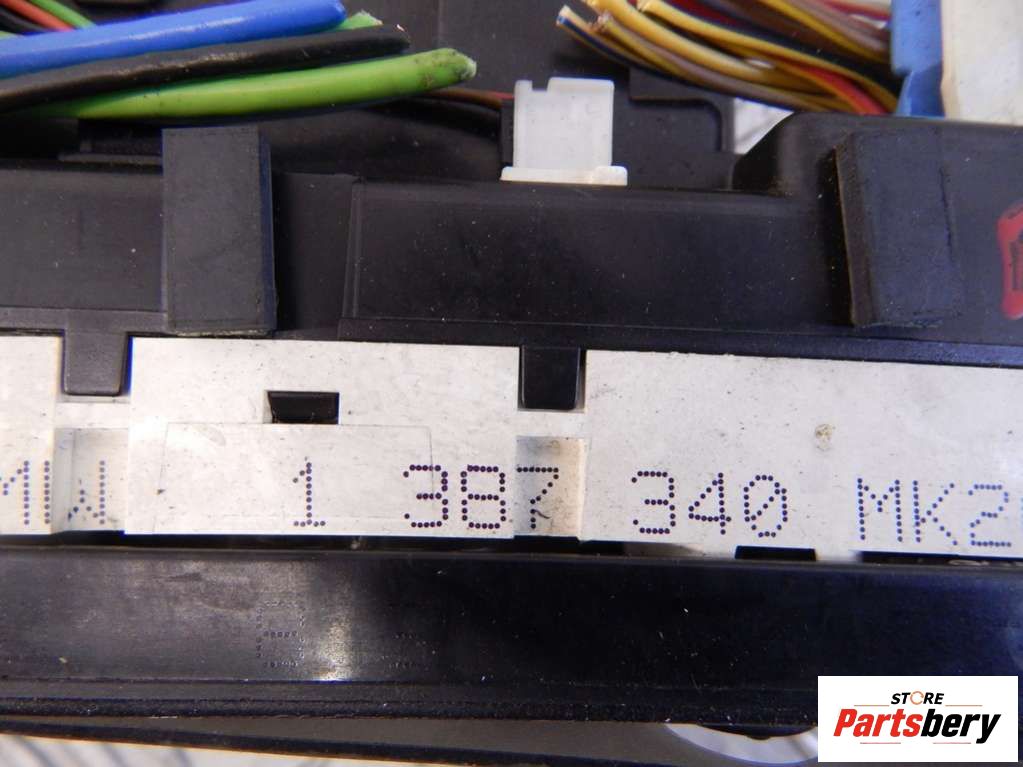 MW 1 387 340 MK2
STORE
Partsbery